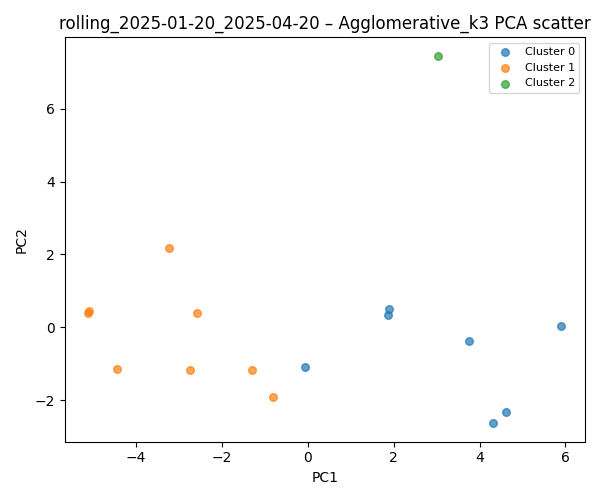 rolling_2025-01-20_2025-04-20 – Agglomerative_k3 PCA scatter
Cluster 0
Cluster 1
Cluster 2
6
4
2
0
−2
PC2
−4
−2
0
2
4
6
PC1